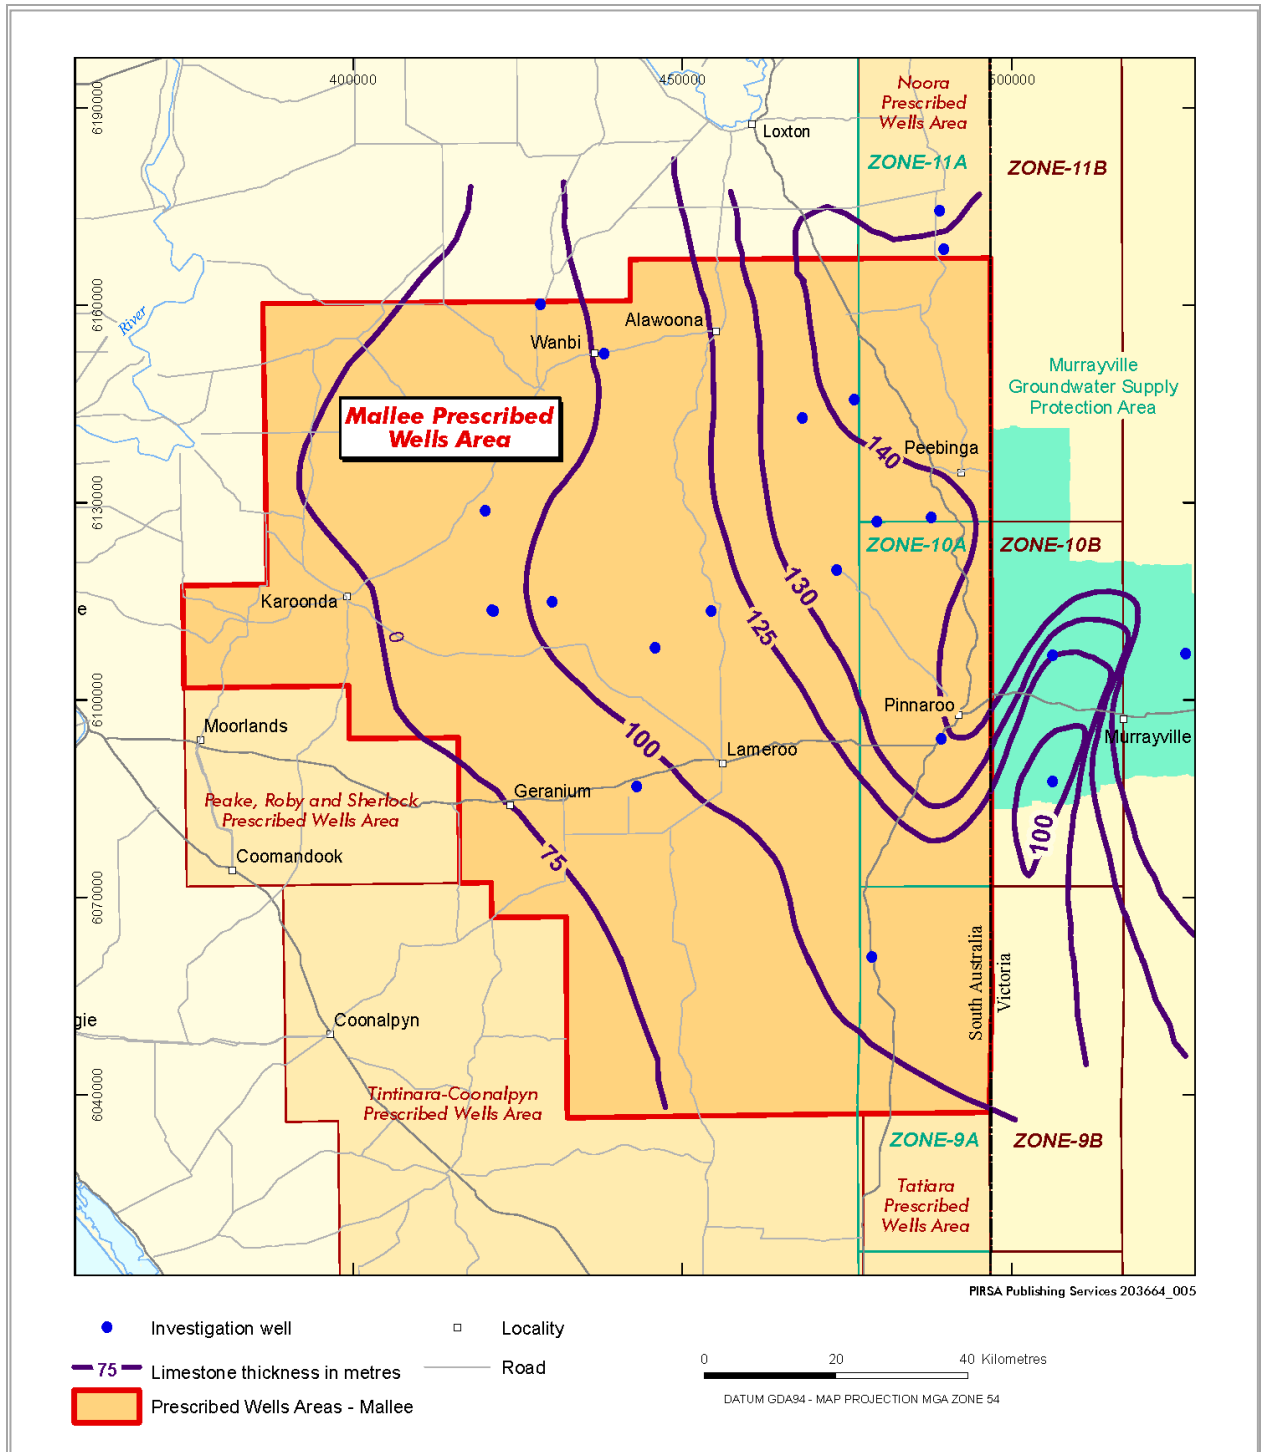 400000
450000
500000
6190000
6160000
6130000
6100000
6070000
6040000
Noora
Prescribed
Wells Area
Loxton
ZONE-11A
ZONE-11B
River
Alawoona
Wanbi
Murrayville
Groundwater Supply
Protection Area
Mallee Prescribed
Wells Area
140
Peebinga
ZONE-10A
ZONE-10B
130
125
Karoonda
e
0
Pinnaroo
Moorlands
100
Lameroo
Murrayville
Geranium
Peake, Roby and Sherlock
Prescribed Wells Area
100
Coomandook
75
South Australia
Victoria
gie
Coonalpyn
Tintinara-Coonalpyn
Prescribed Wells Area
ZONE-9A
ZONE-9B
Tatiara
Prescribed
Wells Area
PIRSA Publishing Services 203664_005
Investigation well
Locality
75
Limestone thickness in metres
Road
Prescribed Wells Areas - Mallee
0 20 40 Kilometres
DATUM GDA94 - MAP PROJECTION MGA ZONE 54